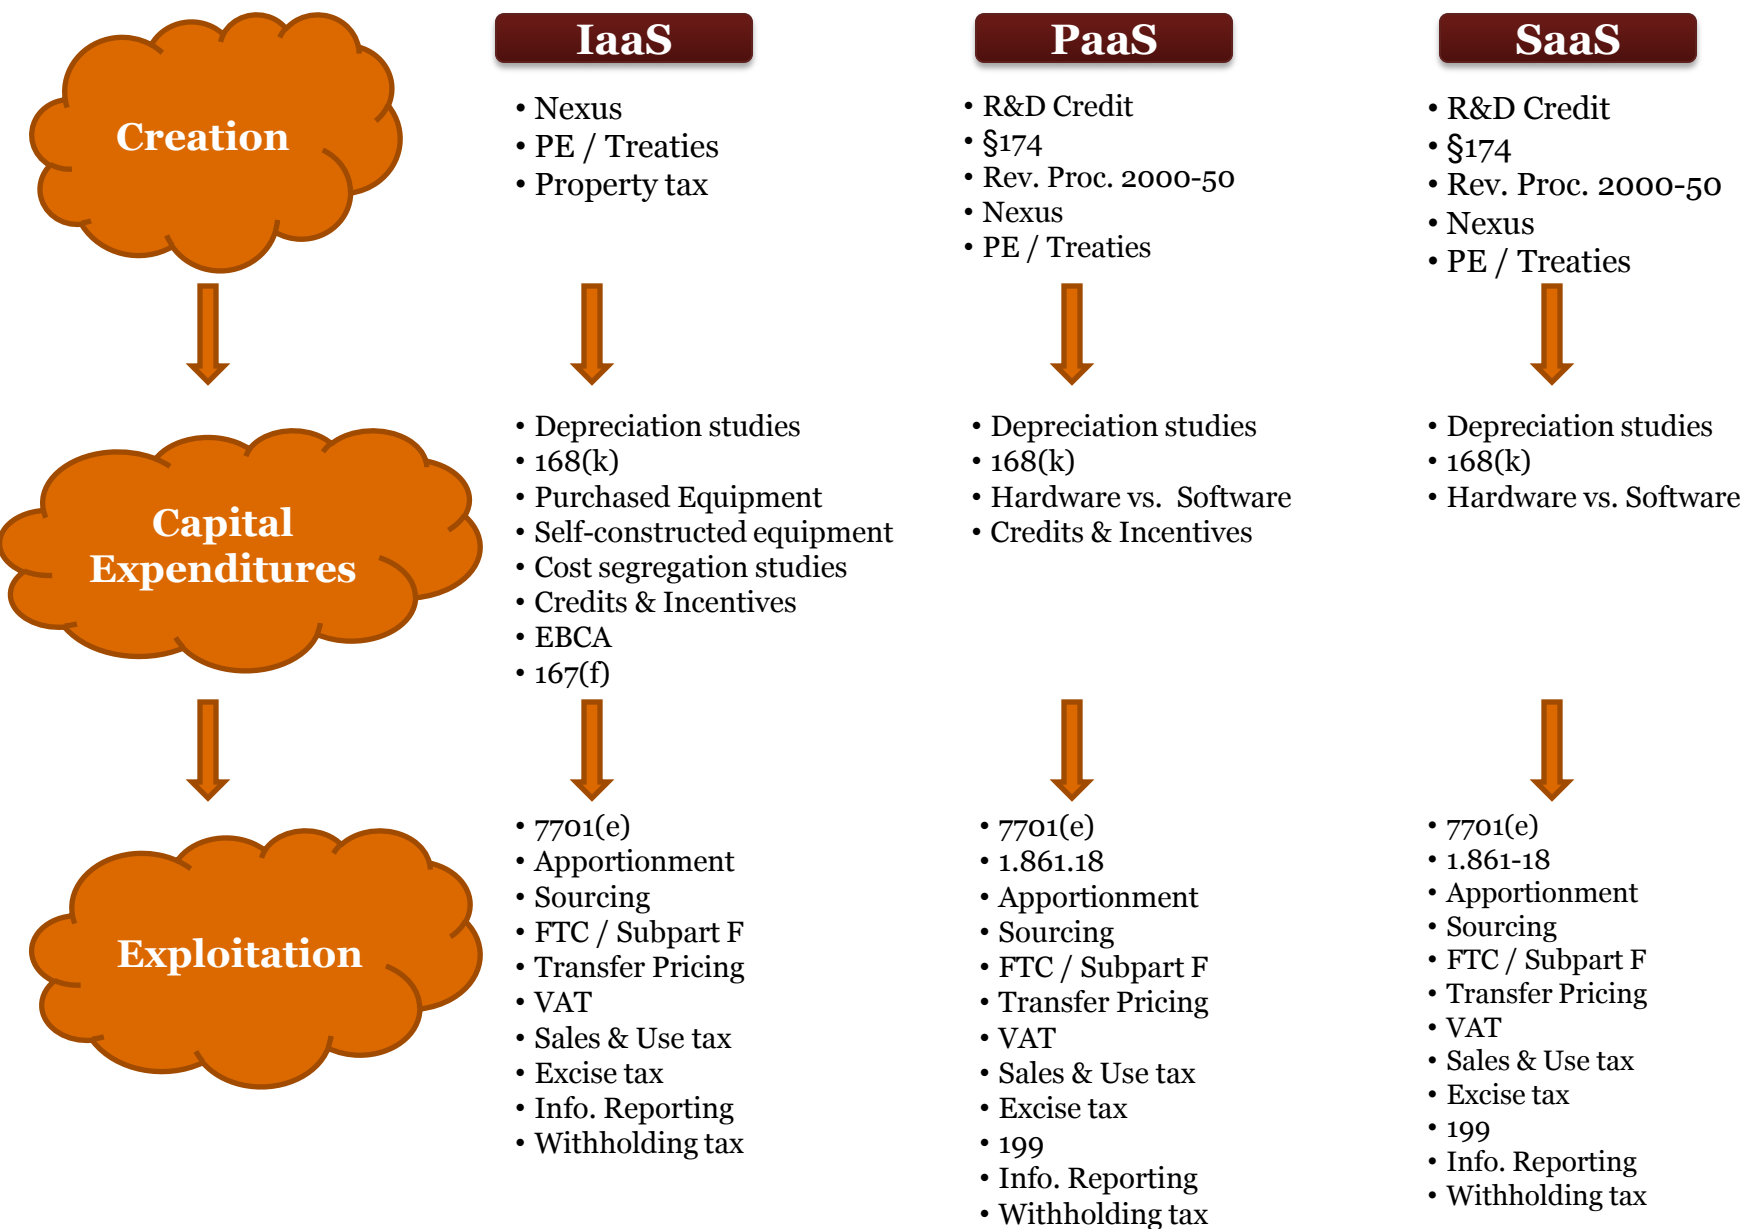 IaaS
PaaS
SaaS
Creation
• Nexus
• PE / Treaties
• Property tax
• R&D Credit
• §174
• Rev. Proc. 2000-50
• Nexus
• PE / Treaties
• R&D Credit
• §174
• Rev. Proc. 2000-50
• Nexus
• PE / Treaties
Capital
Expenditures
• Depreciation studies
• 168(k)
• Purchased Equipment
• Self-constructed equipment
• Cost segregation studies
• Credits & Incentives
• EBCA
• 167(f)
• Depreciation studies
• 168(k)
• Hardware vs. Software
• Credits & Incentives
• Depreciation studies
• 168(k)
• Hardware vs. Software
Exploitation
• 7701(e)
• Apportionment
• Sourcing
• FTC / Subpart F
• Transfer Pricing
• VAT
• Sales & Use tax
• Excise tax
• Info. Reporting
• Withholding tax
• 7701(e)
• 1.861.18
• Apportionment
• Sourcing
• FTC / Subpart F
• Transfer Pricing
• VAT
• Sales & Use tax
• Excise tax
• 199
• Info. Reporting
• Withholding tax
• 7701(e)
• 1.861-18
• Apportionment
• Sourcing
• FTC / Subpart F
• Transfer Pricing
• VAT
• Sales & Use tax
• Excise tax
• 199
• Info. Reporting
• Withholding tax